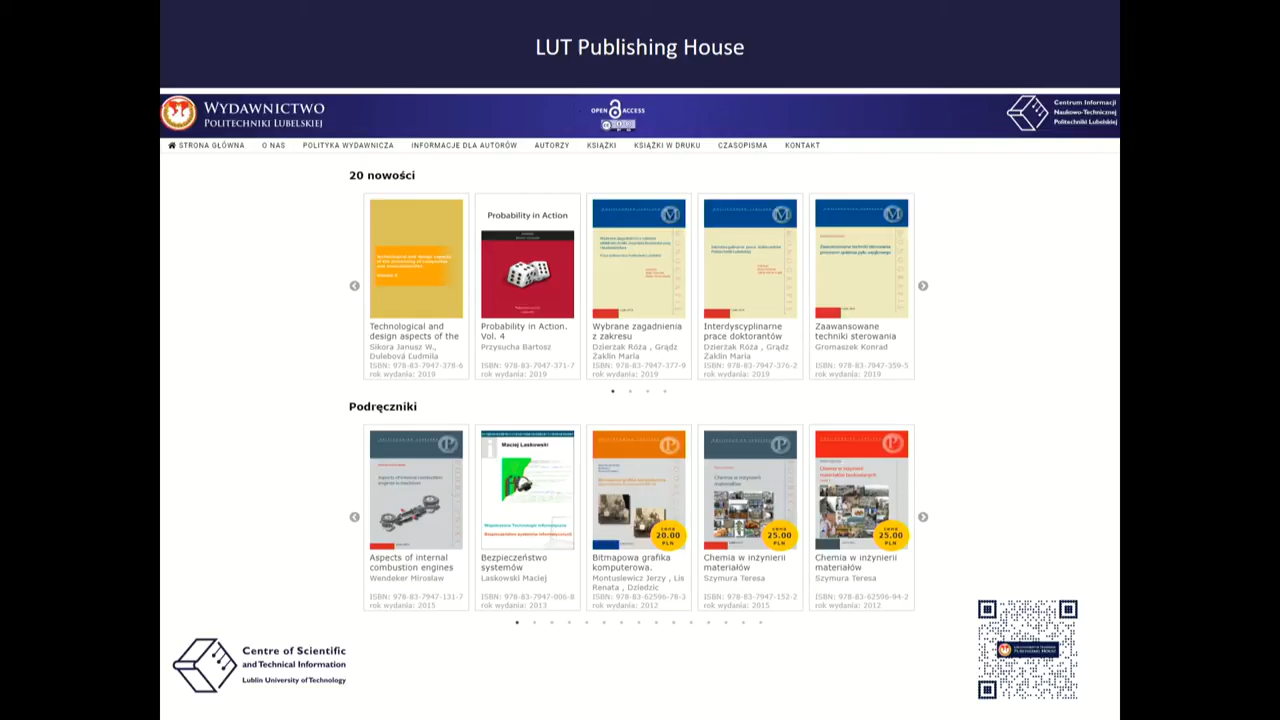 LUT Publishing House
WYDAWNICTWO
POLITECHNIKI LUBELSKIEJ
OPEN ACCESS
Centrum Informacji
Naukowo-Technicznej
Politechniki Lubelskiej
STRONA GŁÓWNA O NAS POLITYKA WYDAWNICZA INFORMACJE DLA AUTORÓW AUTORZY KSIĄŻKI KSIĄŻKI W DRUKU CZASOPISMA KONTAKT
20 nowości
Probability in Action
Technological and
design aspects of the
Sikora Janusz W.,
Dulebová Ľudmila
ISBN: 978-83-7947-378-6
rok wydania: 2019
Probability in Action.
Vol. 4
Przysucha Bartosz
ISBN: 978-83-7947-371-7
rok wydania: 2019
Wybrane zagadnienia
z zakresu
Dzierżak Róża , Grądz
Żaklin Maria
ISBN: 978-83-7947-377-9
rok wydania: 2019
Interdyscyplinarne
prace doktorantów
Dzierżak Róża , Grądz
Żaklin Maria
ISBN: 978-83-7947-376-2
rok wydania: 2019
Zaawansowane
techniki sterowania
Gromaszek Konrad
ISBN: 978-83-7947-359-5
rok wydania: 2019
Podręczniki
Maciej Laskowski
cena
20.00
PLN
cena
25.00
PLN
cena
25.00
PLN
Aspects of internal
combustion engines
Wendeker Mirosław
ISBN: 978-83-7947-131-7
rok wydania: 2015
Bezpieczeństwo
systemów
Laskowski Maciej
ISBN: 978-83-7947-006-8
rok wydania: 2013
Bitmapowa grafika
komputerowa.
Montusiewicz Jerzy , Lis
Renata , Dziedzic
ISBN: 978-83-62596-78-3
rok wydania: 2012
Chemia w inżynierii
materiałów
Szymura Teresa
ISBN: 978-83-7947-152-2
rok wydania: 2015
Chemia w inżynierii
materiałów
Szymura Teresa
ISBN: 978-83-62596-94-2
rok wydania: 2012
Centre of Scientific
and Technical Information
Lublin University of Technology
PUBLISHING HOUSE